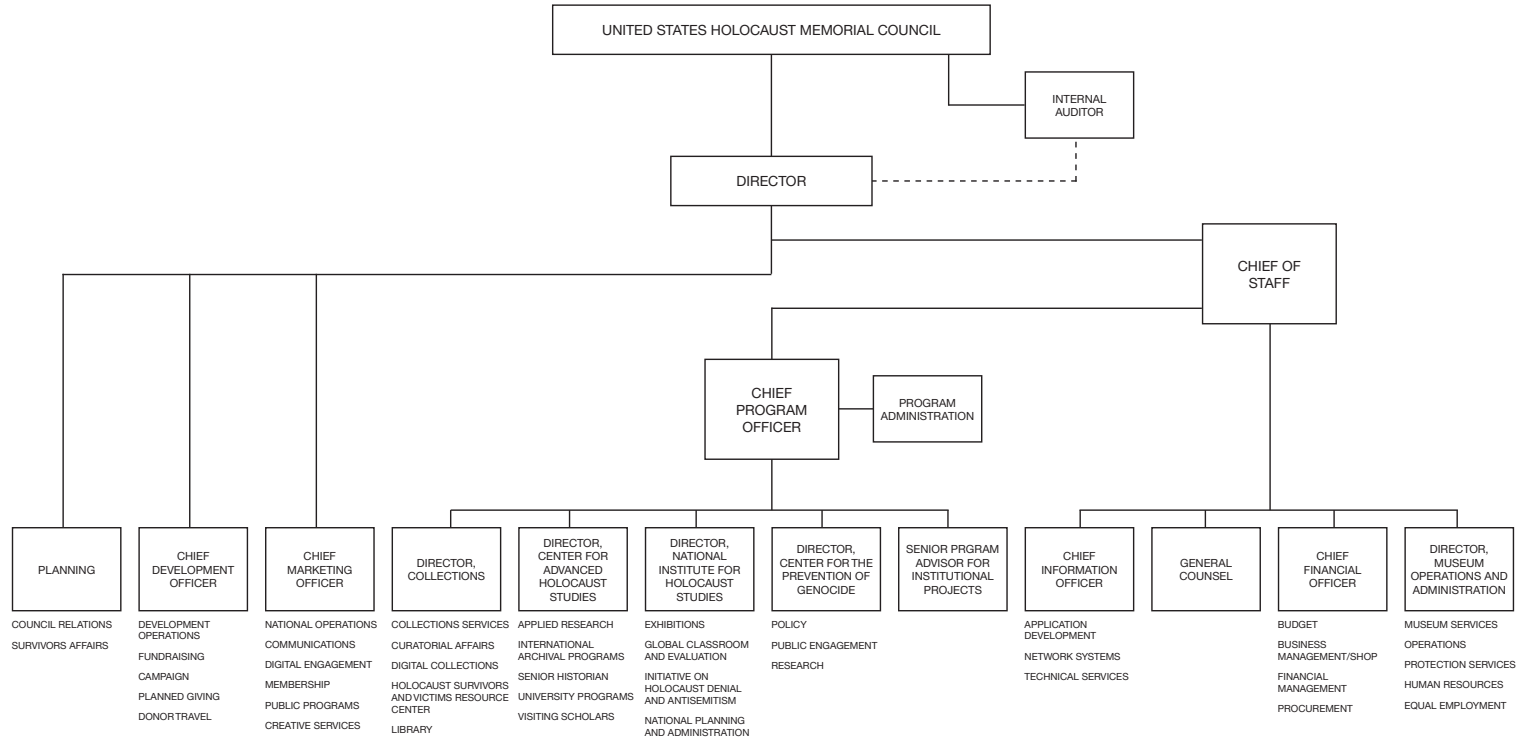 UNITED STATES HOLOCAUST MEMORIAL COUNCIL
INTERNAL
AUDITOR
DIRECTOR
CHIEF OF
STAFF
CHIEF
PROGRAM
OFFICER
PROGRAM
ADMINISTRATION
PLANNING
COUNCIL RELATIONS
SURVIVORS AFFAIRS
CHIEF
DEVELOPMENT
OFFICER
DEVELOPMENT
OPERATIONS
FUNDRAISING
CAMPAIGN
PLANNED GIVING
DONOR TRAVEL
CHIEF
MARKETING
OFFICER
NATIONAL OPERATIONS
COMMUNICATIONS
DIGITAL ENGAGEMENT
MEMBERSHIP
PUBLIC PROGRAMS
CREATIVE SERVICES
DIRECTOR,
COLLECTIONS
COLLECTIONS SERVICES
CURATORIAL AFFAIRS
DIGITAL COLLECTIONS
HOLOCAUST SURVIVORS
AND VICTIMS RESOURCE
CENTER
LIBRARY
DIRECTOR,
CENTER FOR
ADVANCED
HOLOCAUST
STUDIES
APPLIED RESEARCH
INTERNATIONAL
ARCHIVAL PROGRAMS
SENIOR HISTORIAN
UNIVERSITY PROGRAMS
VISITING SCHOLARS
DIRECTOR,
NATIONAL
INSTITUTE FOR
HOLOCAUST
STUDIES
EXHIBITIONS
GLOBAL CLASSROOM
AND EVALUATION
INITIATIVE ON
HOLOCAUST DENIAL
AND ANTISEMITISM
NATIONAL PLANNING
AND ADMINISTRATION
DIRECTOR,
CENTER FOR THE
PREVENTION OF
GENOCIDE
POLICY
PUBLIC ENGAGEMENT
RESEARCH
SENIOR PRGRAM
ADVISOR FOR
INSTITUTIONAL
PROJECTS
CHIEF
INFORMATION
OFFICER
APPLICATION
DEVELOPMENT
NETWORK SYSTEMS
TECHNICAL SERVICES
GENERAL
COUNSEL
CHIEF
FINANCIAL
OFFICER
BUDGET
BUSINESS
MANAGEMENT/SHOP
FINANCIAL
MANAGEMENT
PROCUREMENT
DIRECTOR,
MUSEUM
OPERATIONS AND
ADMINISTRATION
MUSEUM SERVICES
OPERATIONS
PROTECTION SERVICES
HUMAN RESOURCES
EQUAL EMPLOYMENT